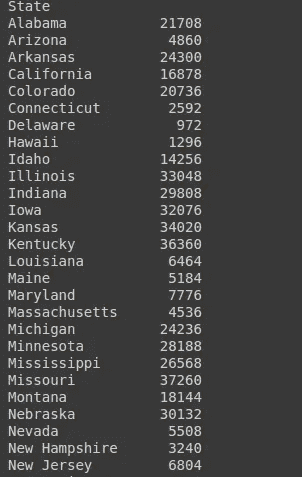 State
Alabama 21708
Arizona 4860
Arkansas 24300
California 16878
Colorado 20736
Connecticut 2592
Delaware 972
Hawaii 1296
Idaho 14256
Illinois 33048
Indiana 29808
Iowa 32076
Kansas 34020
Kentucky 36360
Louisiana 6464
Maine 5184
Maryland 7776
Massachusetts 4536
Michigan 24236
Minnesota 28188
Mississippi 26568
Missouri 37260
Montana 18144
Nebraska 30132
Nevada 5508
New Hampshire 3240
New Jersey 6804